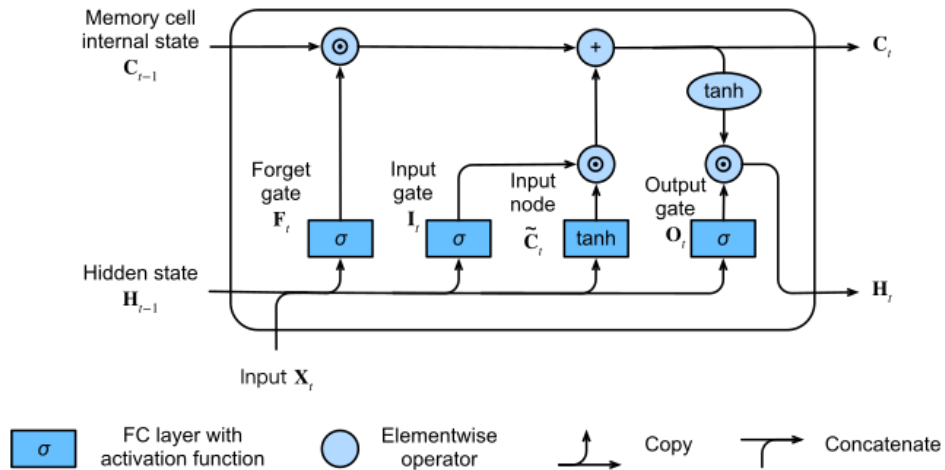 Memory cell
internal state
C_{t-1}
⊙
+
C_t
tanh
Forget
gate
F_t
Input
gate
I_t
Input
node
C̃_t
⊙
Output
gate
O_t
⊙
σ
σ
tanh
σ
Hidden state
H_{t-1}
H_t
Input X_t
σ
FC layer with
activation function
Elementwise
operator
Copy
Concatenate